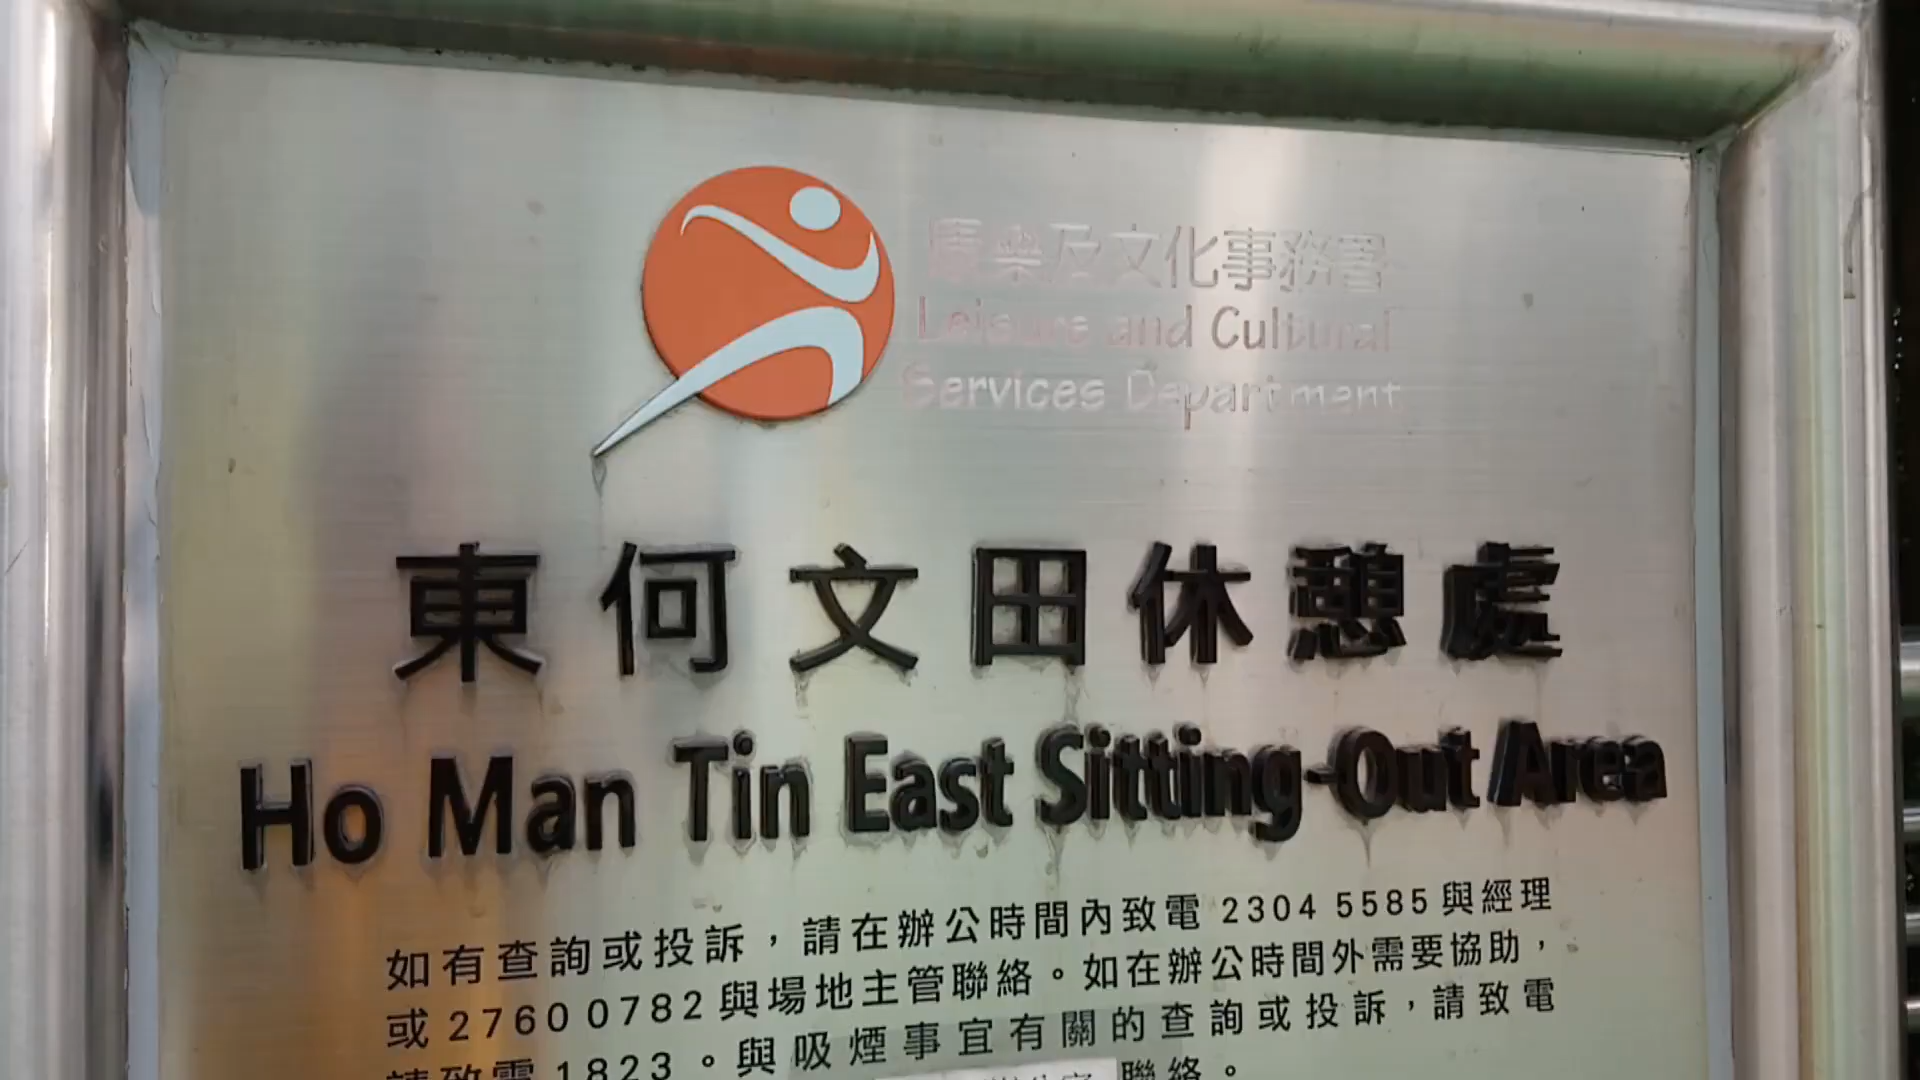 康樂及文化事務署
Leisure and Cultural
Services Department
東何文田休憩處
Ho Man Tin East Sitting-Out Area
如有查詢或投訴，請在辦公時間內致電 2304 5585 與經理
或 2760 0782 與場地主管聯絡。如在辦公時間外需要協助，
請致電 1823。與吸煙事宜有關的查詢或投訴，請致電
聯絡。